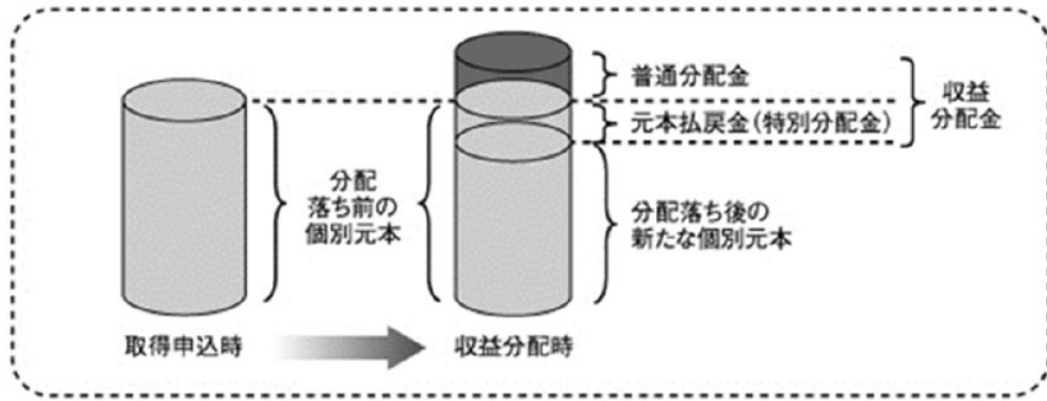 普通分配金
収益
分配金
元本払戻金(特別分配金)
分配
落ち前の
個別元本
分配落ち後の
新たな個別元本
取得申込時
収益分配時